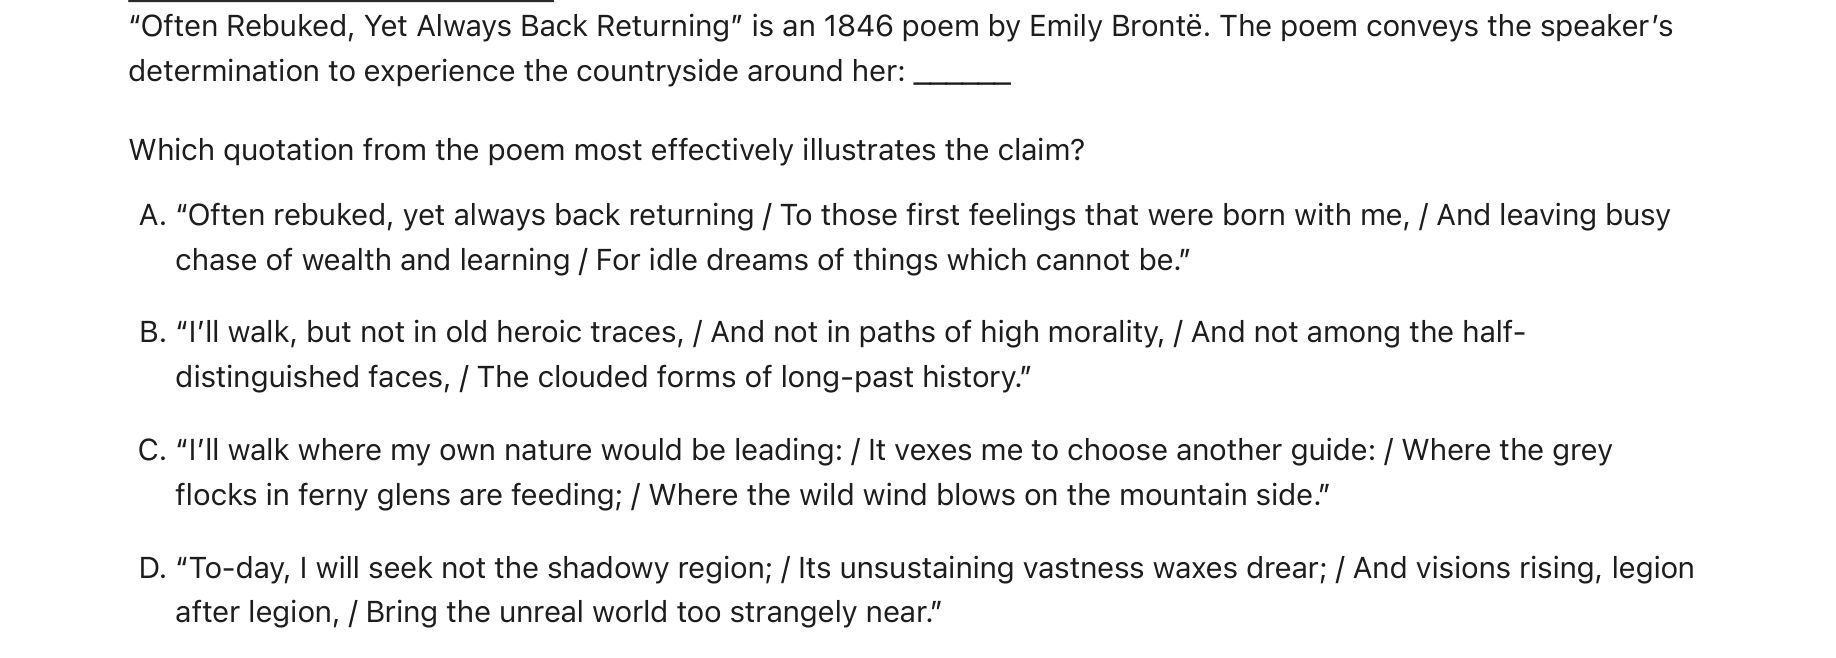 “Often Rebuked, Yet Always Back Returning” is an 1846 poem by Emily Brontë. The poem conveys the speaker’s
determination to experience the countryside around her: ______
Which quotation from the poem most effectively illustrates the claim?
A. “Often rebuked, yet always back returning / To those first feelings that were born with me, / And leaving busy
chase of wealth and learning / For idle dreams of things which cannot be.”
B. “I’ll walk, but not in old heroic traces, / And not in paths of high morality, / And not among the half-
distinguished faces, / The clouded forms of long-past history.”
C. “I’ll walk where my own nature would be leading: / It vexes me to choose another guide: / Where the grey
flocks in ferny glens are feeding; / Where the wild wind blows on the mountain side.”
D. “To-day, I will seek not the shadowy region; / Its unsustaining vastness waxes drear; / And visions rising, legion
after legion, / Bring the unreal world too strangely near.”